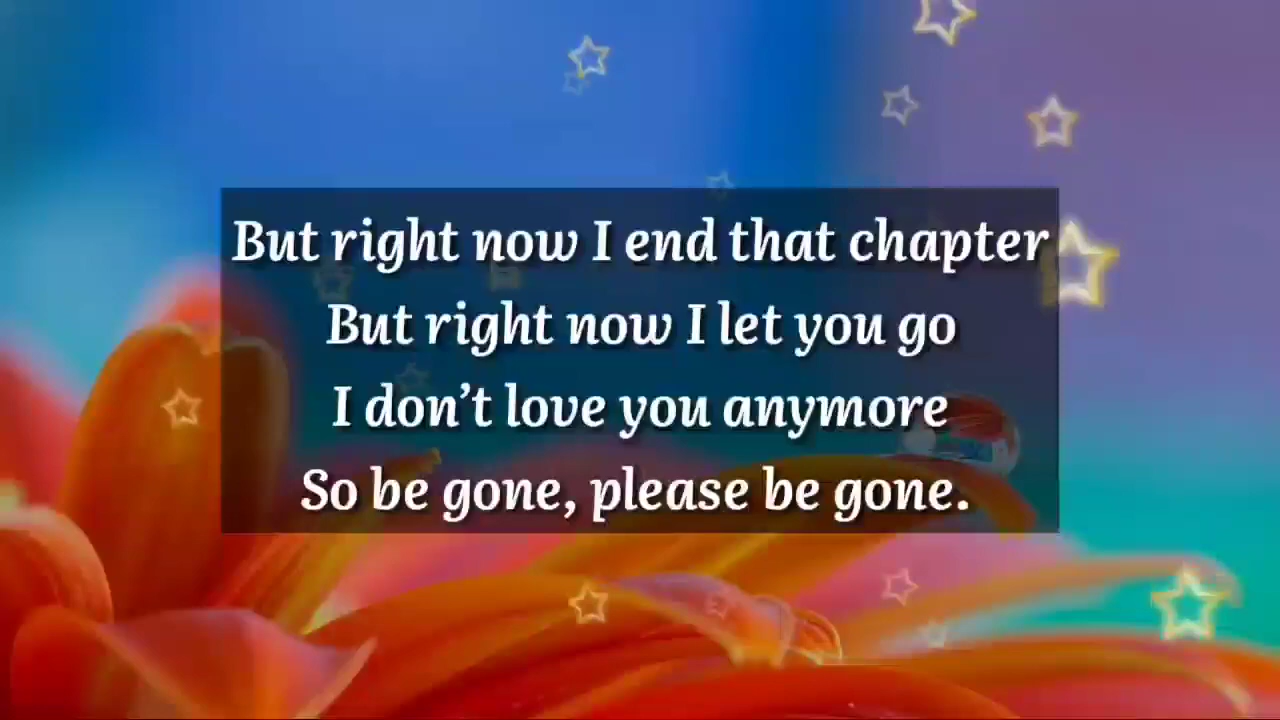 But right now I end that chapter
But right now I let you go
I don’t love you anymore
So be gone, please be gone.